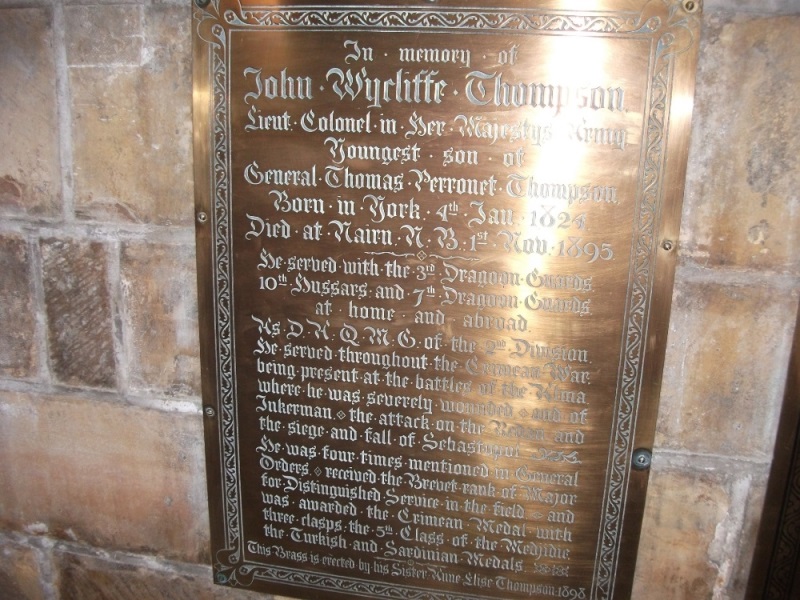 In · memory · of
John · Wycliffe · Thompson
Lieut. Colonel · in · Her · Majesty's · Army
Youngest · son · of
General · Thomas · Perronet · Thompson
Born · in · York · 4th · Jan · 1824
Died · at · Nairn · N · B · 1st · Nov · 1895
He · served · with · the · 3rd · Dragoon · Guards
10th · Hussars · and · 7th · Dragoon · Guards
at · home · and · abroad
As · D · A · Q · M · G · of · the · 2nd · Division
He · served · throughout · the · Crimean · War
being · present · at · the · battles · of · the · Alma
where · he · was · severely · wounded · and · of
Inkerman · the · attack · on · the · Redan · and
the · siege · and · fall · of · Sebastopol
He · was · four · times · mentioned · in · General
Orders · received · the · Brevet · rank · of · Major
for · Distinguished · Service · in · the · field · and
was · awarded · the · Crimean · Medal · with
three · clasps · the · 5th · Class · of · the · Medjidie
the · Turkish · and · Sardinian · Medals
This · Brass · is · erected · by · his · Sister · Anne · Elise · Thompson · 1898